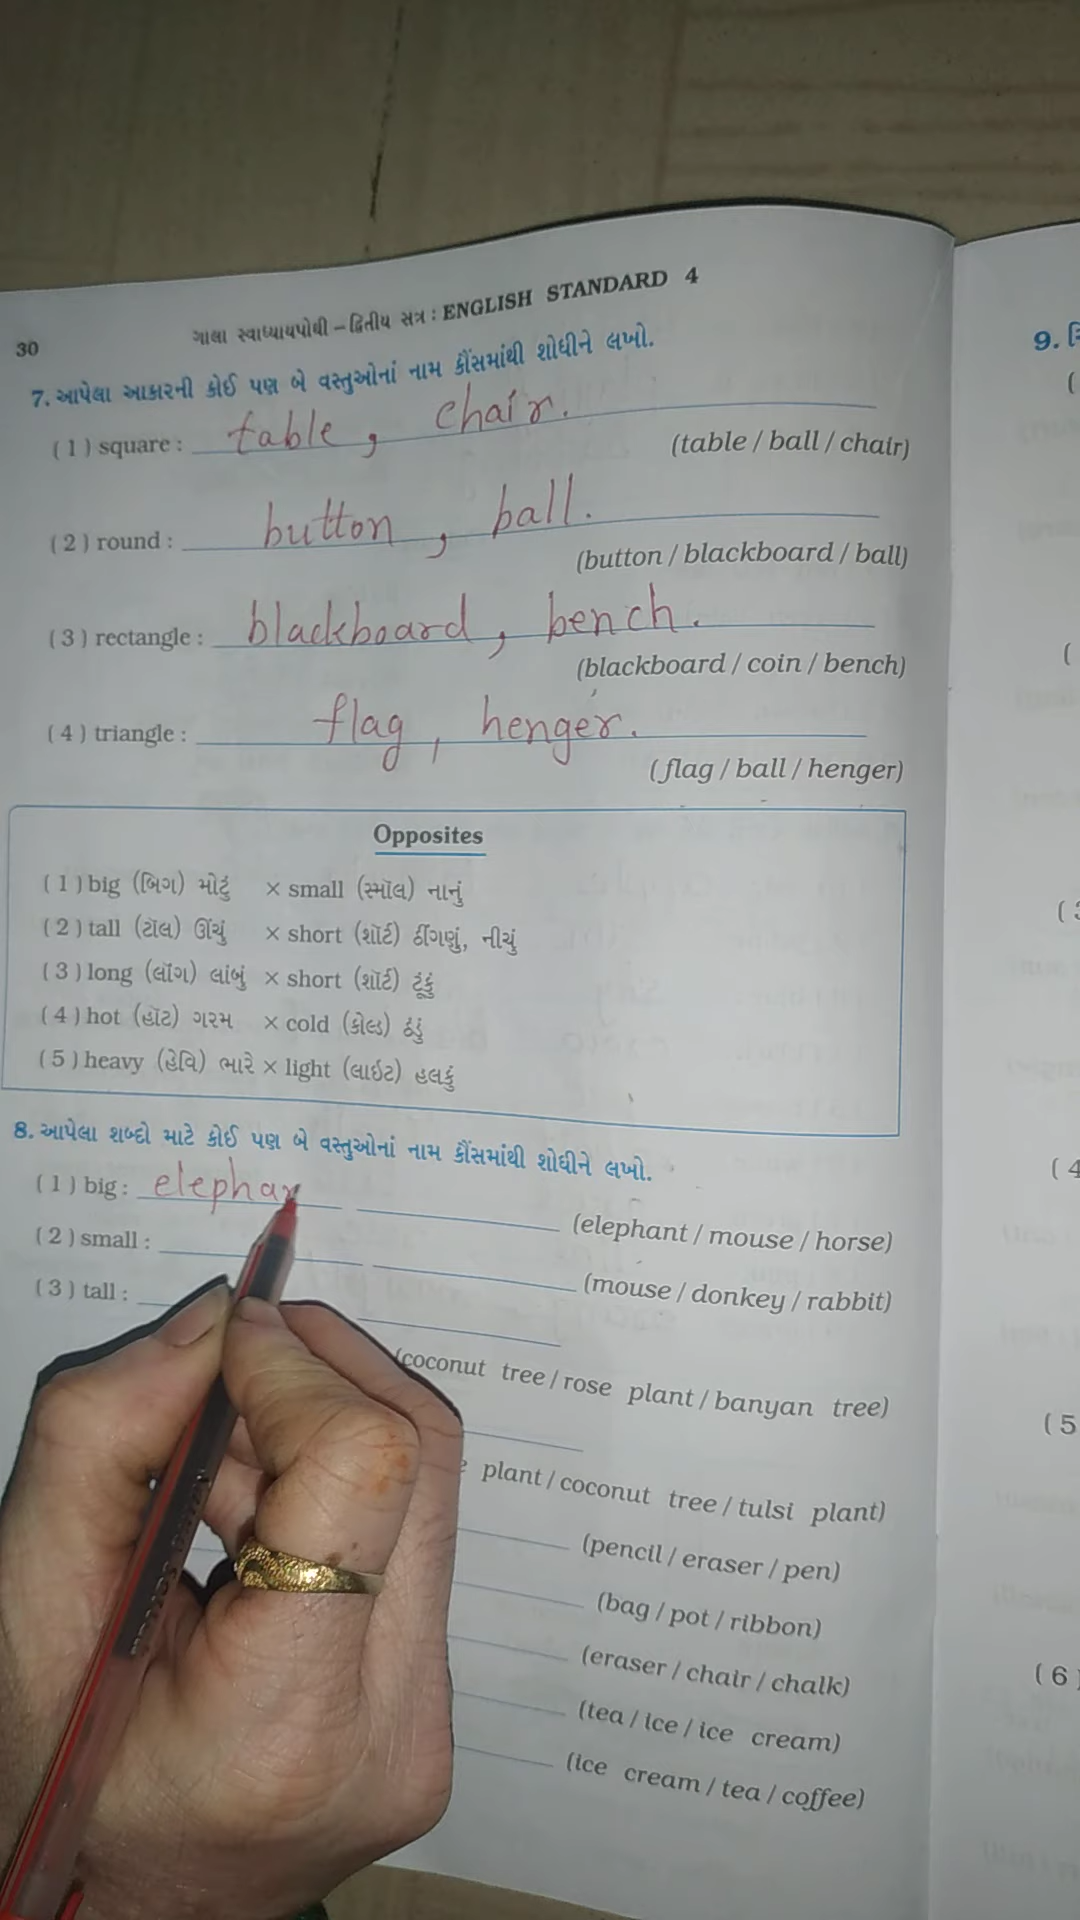 30
ગાલા સ્વાધ્યાયપોથી – દ્વિતીય સત્ર : ENGLISH STANDARD 4
7. આપેલા આકારની કોઈ પણ બે વસ્તુઓનાં નામ કૌંસમાંથી શોધીને લખો.
(1) square : table, chair.
(table / ball / chair)
(2) round : button, ball.
(button / blackboard / ball)
(3) rectangle : blackboard, bench.
(blackboard / coin / bench)
(4) triangle : flag, henger.
(flag / ball / henger)
Opposites
(1) big (બિગ) મોટું × small (સ્મૉલ) નાનું
(2) tall (ટૉલ) ઊંચું × short (શૉર્ટ) ઠીંગણું, નીચું
(3) long (લૉંગ) લાંબું × short (શૉર્ટ) ટૂંકું
(4) hot (હૉટ) ગરમ × cold (કોલ્ડ) ઠંડું
(5) heavy (હેવિ) ભારે × light (લાઇટ) હલકું
8. આપેલા શબ્દો માટે કોઈ પણ બે વસ્તુઓનાં નામ કૌંસમાંથી શોધીને લખો.
(1) big : elephan (elephant / mouse / horse)
(2) small : (mouse / donkey / rabbit)
(3) tall :
(coconut tree / rose plant / banyan tree)
plant / coconut tree / tulsi plant)
(pencil / eraser / pen)
(bag / pot / ribbon)
(eraser / chair / chalk)
(tea / ice / ice cream)
(ice cream / tea / coffee)
9.
(
(
(
(4
(5
(6)